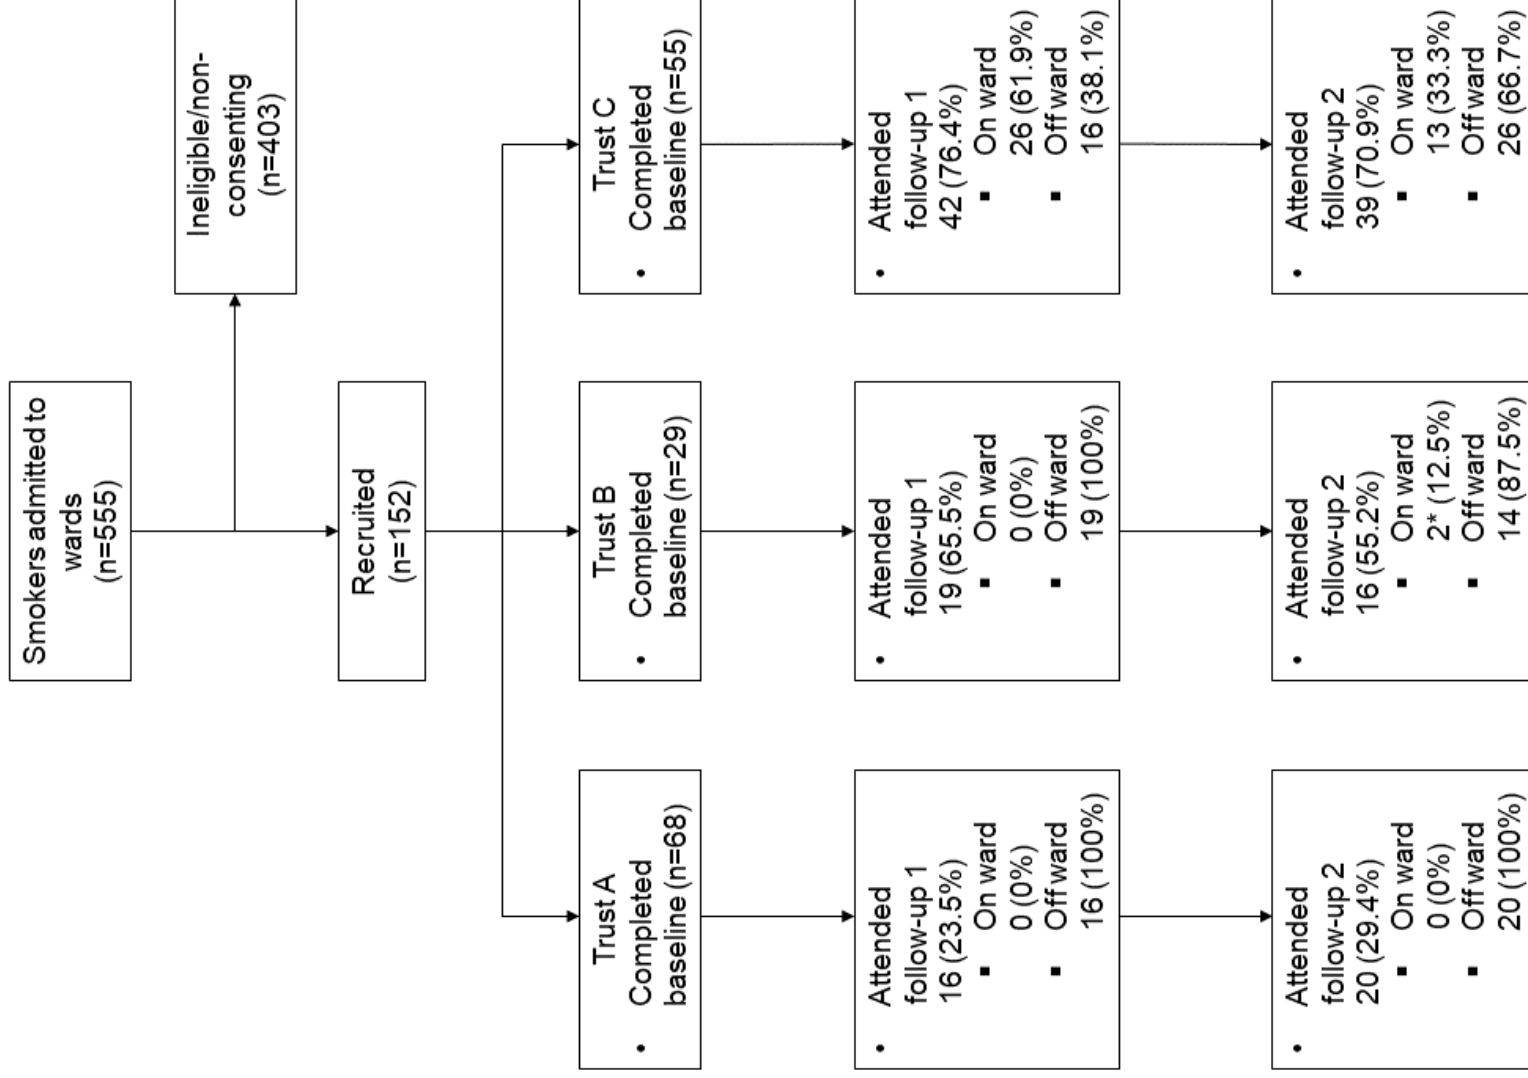 Smokers admitted to
wards
(n=555)
Ineligible/non-
consenting
(n=403)
Recruited
(n=152)
Trust A
• Completed
baseline (n=68)
Trust B
• Completed
baseline (n=29)
Trust C
• Completed
baseline (n=55)
• Attended
follow-up 1
16 (23.5%)
▪ On ward
0 (0%)
▪ Off ward
16 (100%)
• Attended
follow-up 1
19 (65.5%)
▪ On ward
0 (0%)
▪ Off ward
19 (100%)
• Attended
follow-up 1
42 (76.4%)
▪ On ward
26 (61.9%)
▪ Off ward
16 (38.1%)
• Attended
follow-up 2
20 (29.4%)
▪ On ward
0 (0%)
▪ Off ward
20 (100%)
• Attended
follow-up 2
16 (55.2%)
▪ On ward
2* (12.5%)
▪ Off ward
14 (87.5%)
• Attended
follow-up 2
39 (70.9%)
▪ On ward
13 (33.3%)
▪ Off ward
26 (66.7%)